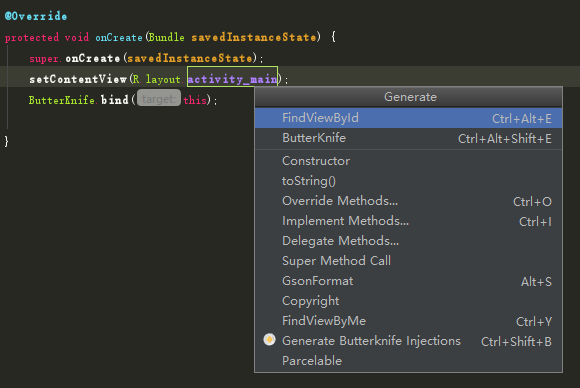 @Override
protected void onCreate(Bundle savedInstanceState) {
super.onCreate(savedInstanceState);
setContentView(R.layout.activity_main);
ButterKnife.bind( target: this);
}
Generate
FindViewById Ctrl+Alt+E
ButterKnife Ctrl+Alt+Shift+E
Constructor
toString()
Override Methods... Ctrl+O
Implement Methods... Ctrl+I
Delegate Methods...
Super Method Call
GsonFormat Alt+S
Copyright
FindViewByMe Ctrl+Y
Generate Butterknife Injections Ctrl+Shift+B
Parcelable